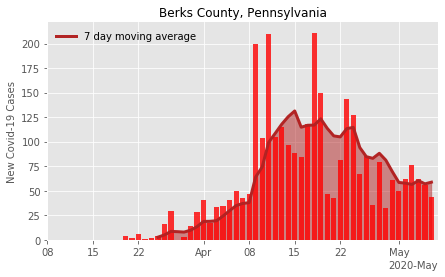 Berks County, Pennsylvania
7 day moving average
New Covid-19 Cases
200
175
150
125
100
75
50
25
0
08
15
22
Apr
08
15
22
May
2020-May